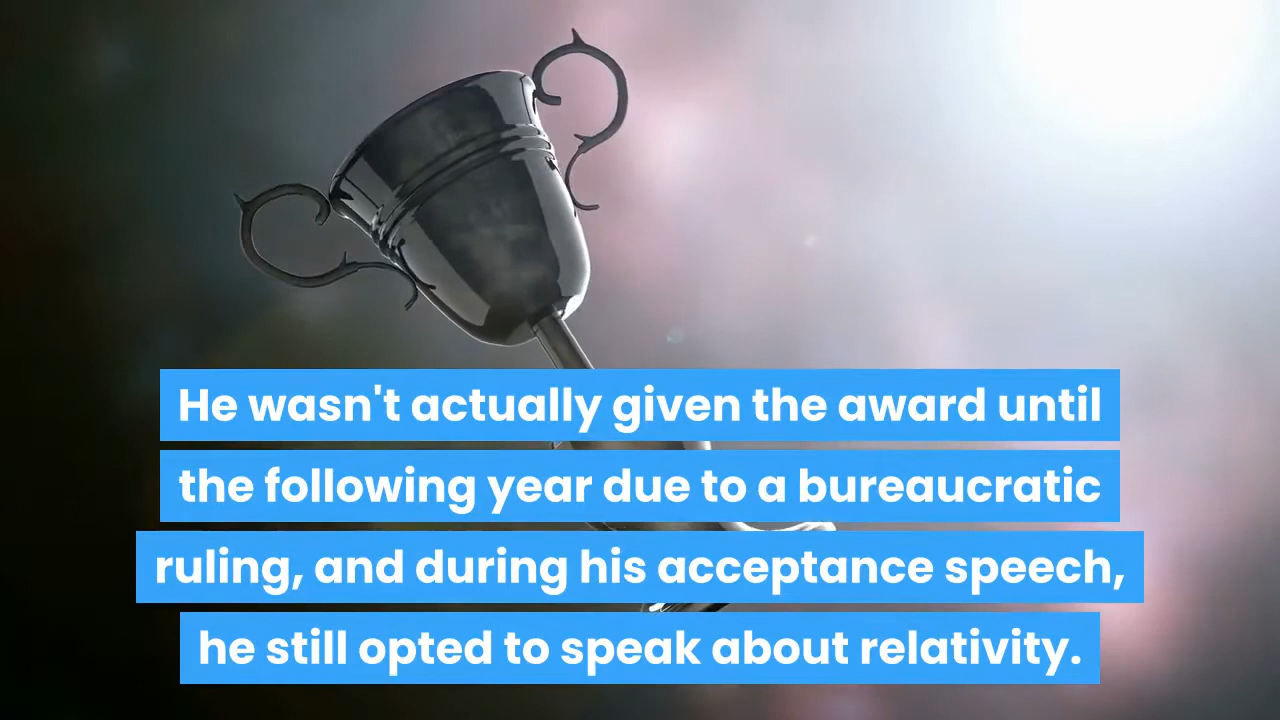 He wasn't actually given the award until
the following year due to a bureaucratic
ruling, and during his acceptance speech,
he still opted to speak about relativity.